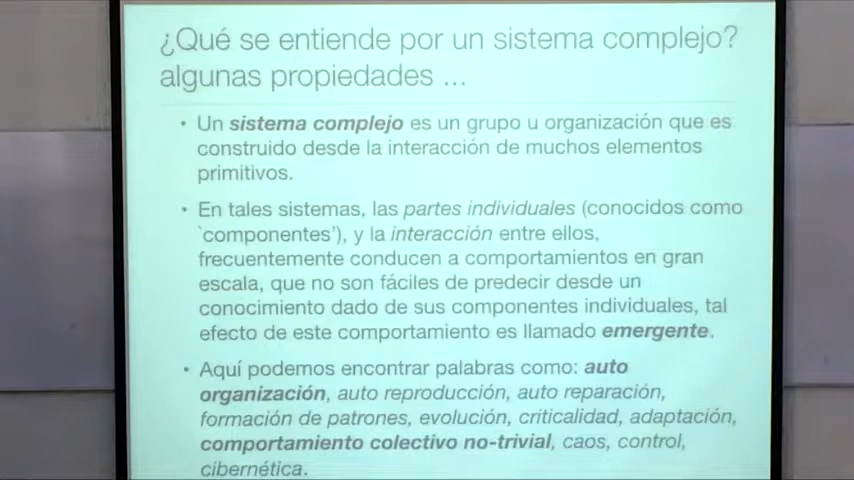 ¿Qué se entiende por un sistema complejo?
algunas propiedades ...
• Un sistema complejo es un grupo u organización que es
construido desde la interacción de muchos elementos
primitivos.
• En tales sistemas, las partes individuales (conocidos como
`componentes'), y la interacción entre ellos,
frecuentemente conducen a comportamientos en gran
escala, que no son fáciles de predecir desde un
conocimiento dado de sus componentes individuales, tal
efecto de este comportamiento es llamado emergente.
• Aquí podemos encontrar palabras como: auto
organización, auto reproducción, auto reparación,
formación de patrones, evolución, criticalidad, adaptación,
comportamiento colectivo no-trivial, caos, control,
cibernética.